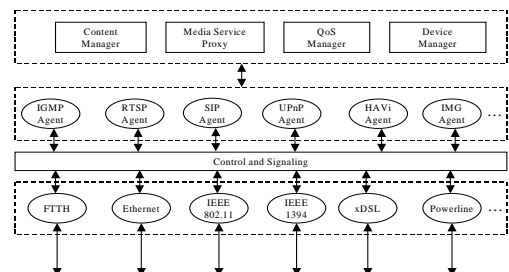 Content Manager
Media Service Proxy
QoS Manager
Device Manager
IGMP Agent
RTSP Agent
SIP Agent
UPnP Agent
HAVi Agent
IMG Agent
...
Control and Signaling
FTTH
Ethernet
IEEE 802.11
IEEE 1394
xDSL
Powerline
...